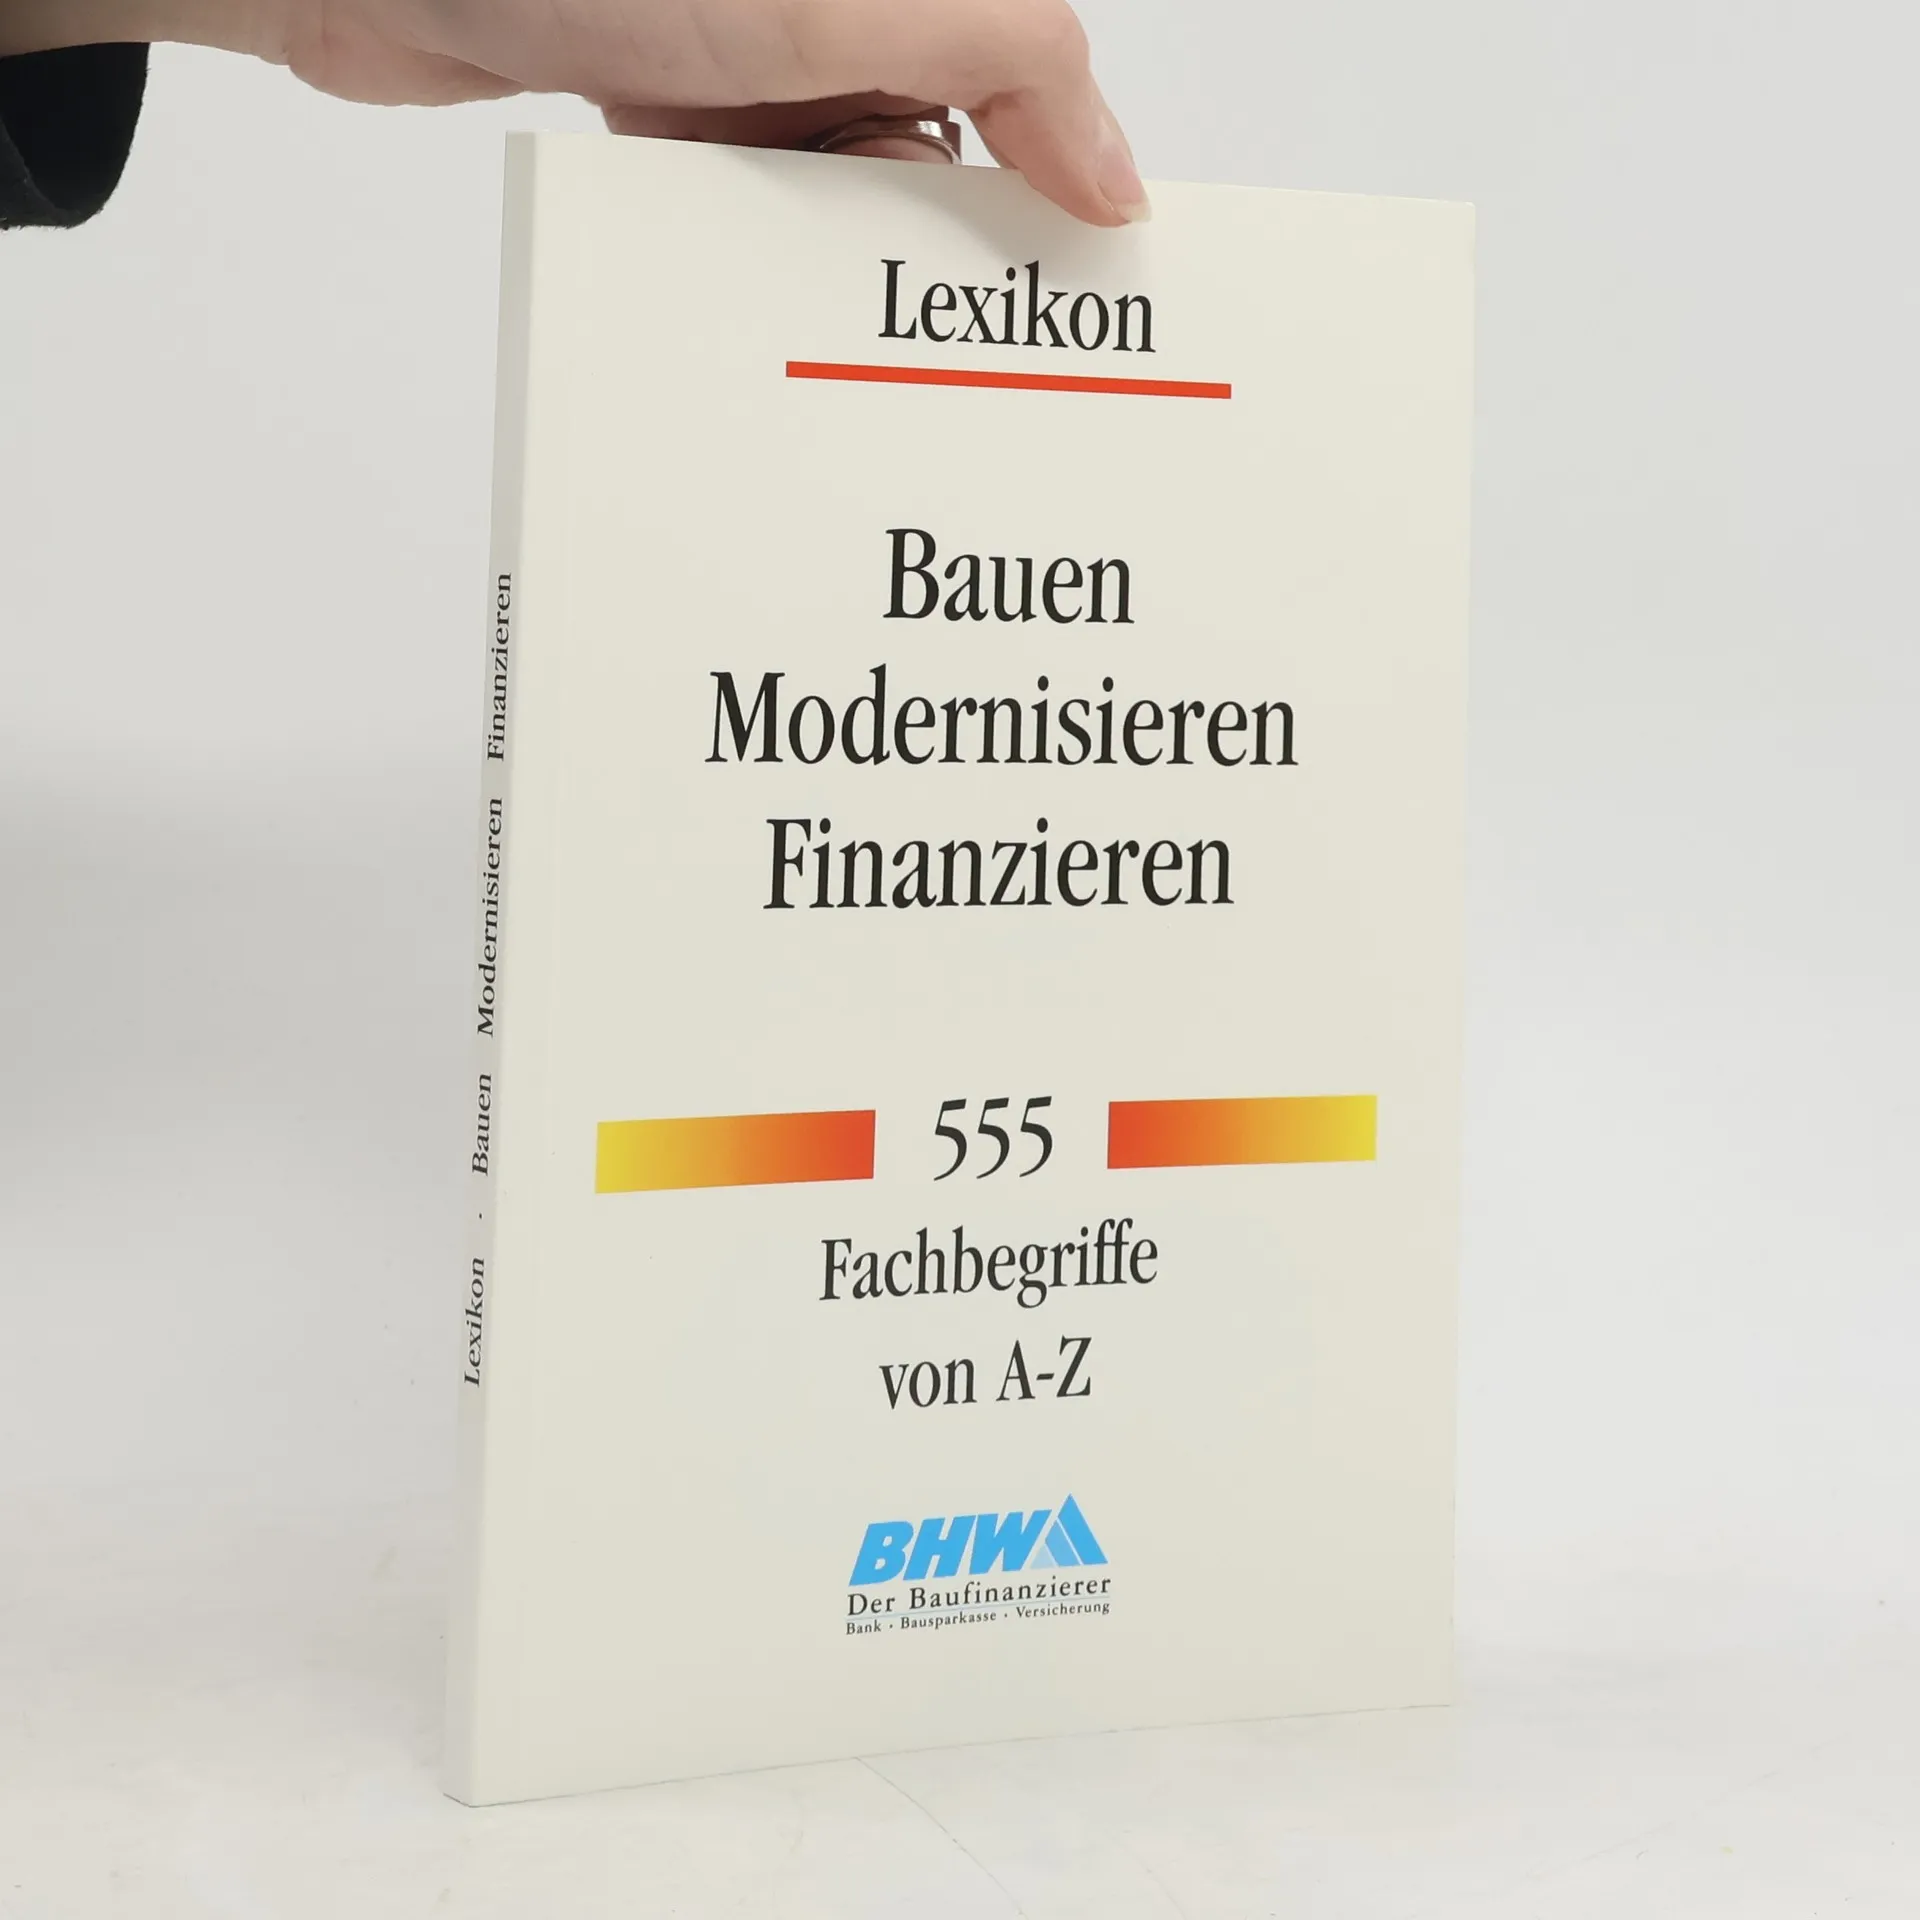 Lexikon
Bauen
Modernisieren
Finanzieren
555
Fachbegriffe
von A-Z
BHW
Der Baufinanzierer
Bank · Bausparkasse · Versicherung
Lexikon · Bauen Modernisieren Finanzieren